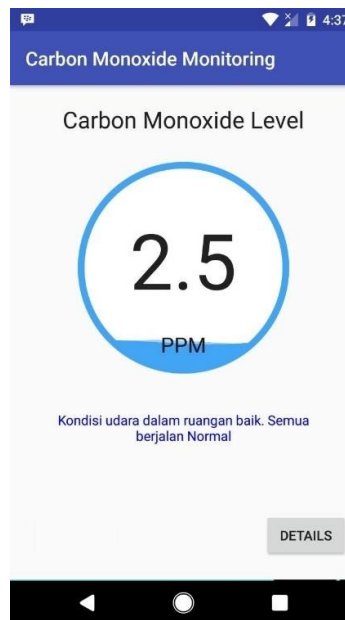 4:37
Carbon Monoxide Monitoring
Carbon Monoxide Level
2.5
PPM
Kondisi udara dalam ruangan baik. Semua
berjalan Normal
DETAILS